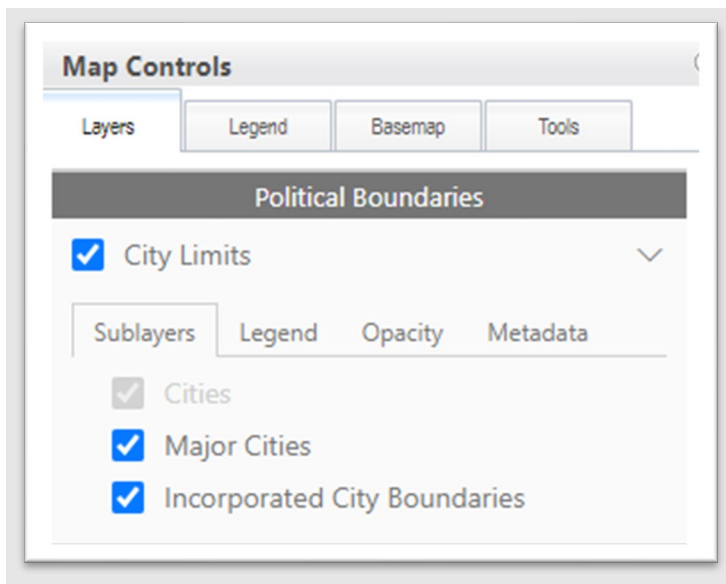 Map Controls
Layers Legend Basemap Tools
Political Boundaries
City Limits
Sublayers Legend Opacity Metadata
Cities
Major Cities
Incorporated City Boundaries